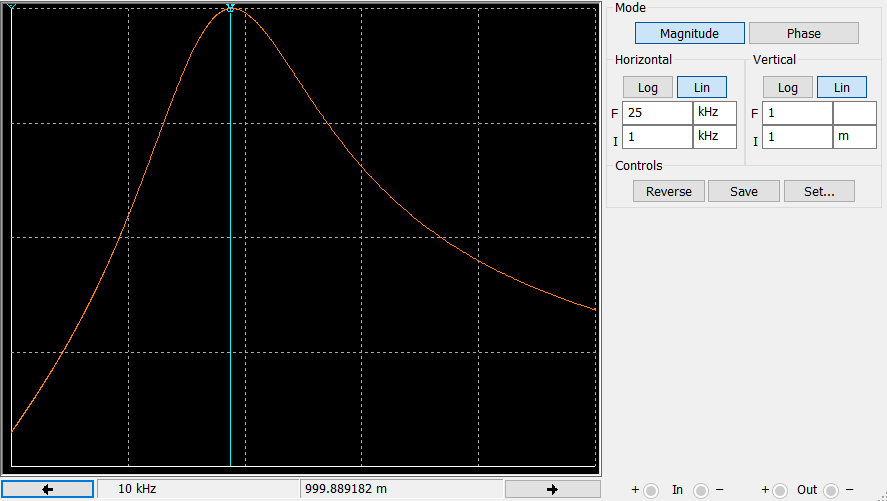 Mode
Magnitude Phase
Horizontal Vertical
Log Lin Log Lin
F 25 kHz F 1
I 1 kHz I 1 m
Controls
Reverse Save Set...
10 kHz 999.889182 m
+ In − + Out −